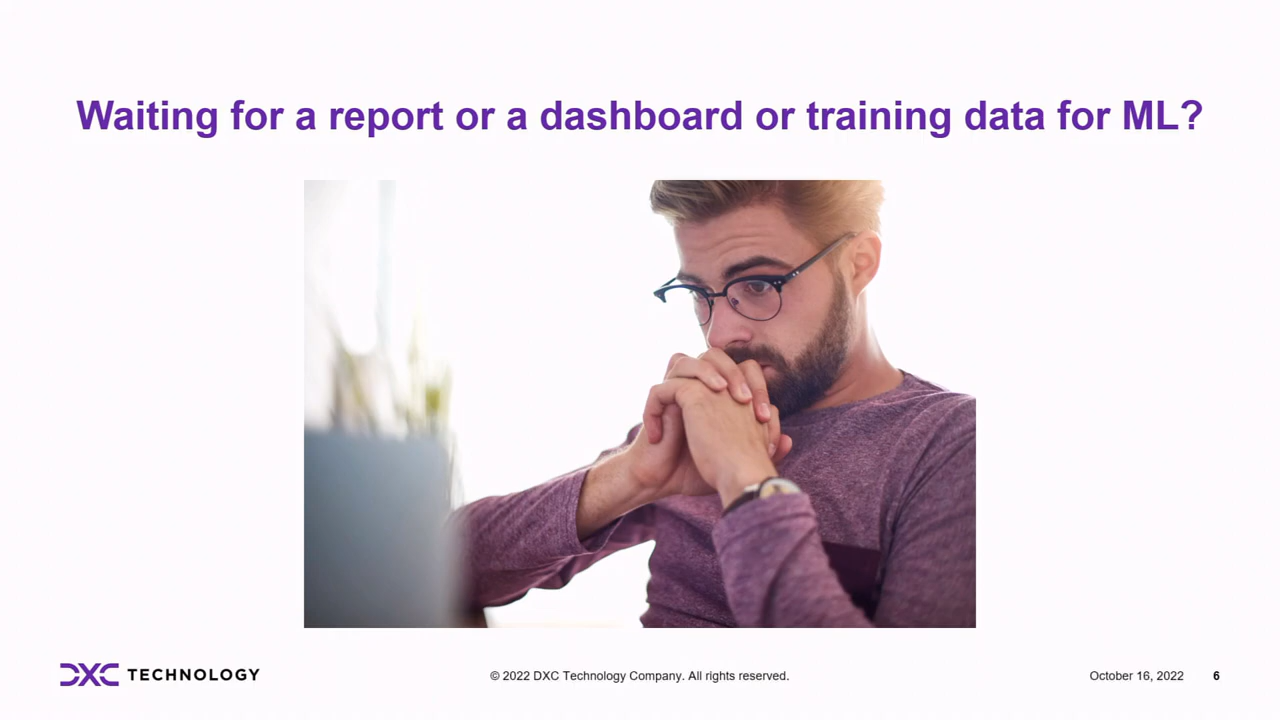 Waiting for a report or a dashboard or training data for ML?
DXC TECHNOLOGY
© 2022 DXC Technology Company. All rights reserved.
October 16, 2022
6